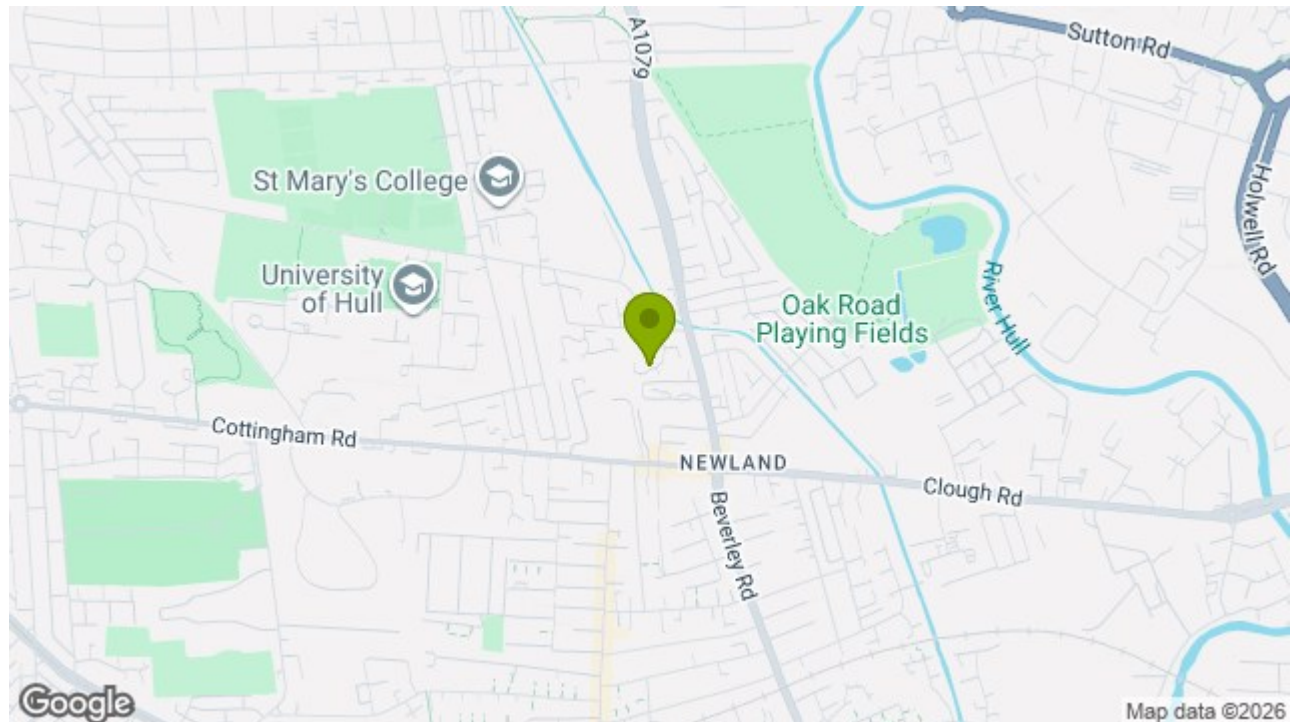 A1079
Sutton Rd
Holwell Rd
St Mary's College
University
of Hull
River Hull
Oak Road
Playing Fields
Cottingham Rd
NEWLAND
Clough Rd
Beverley Rd
Google
Map data ©2026